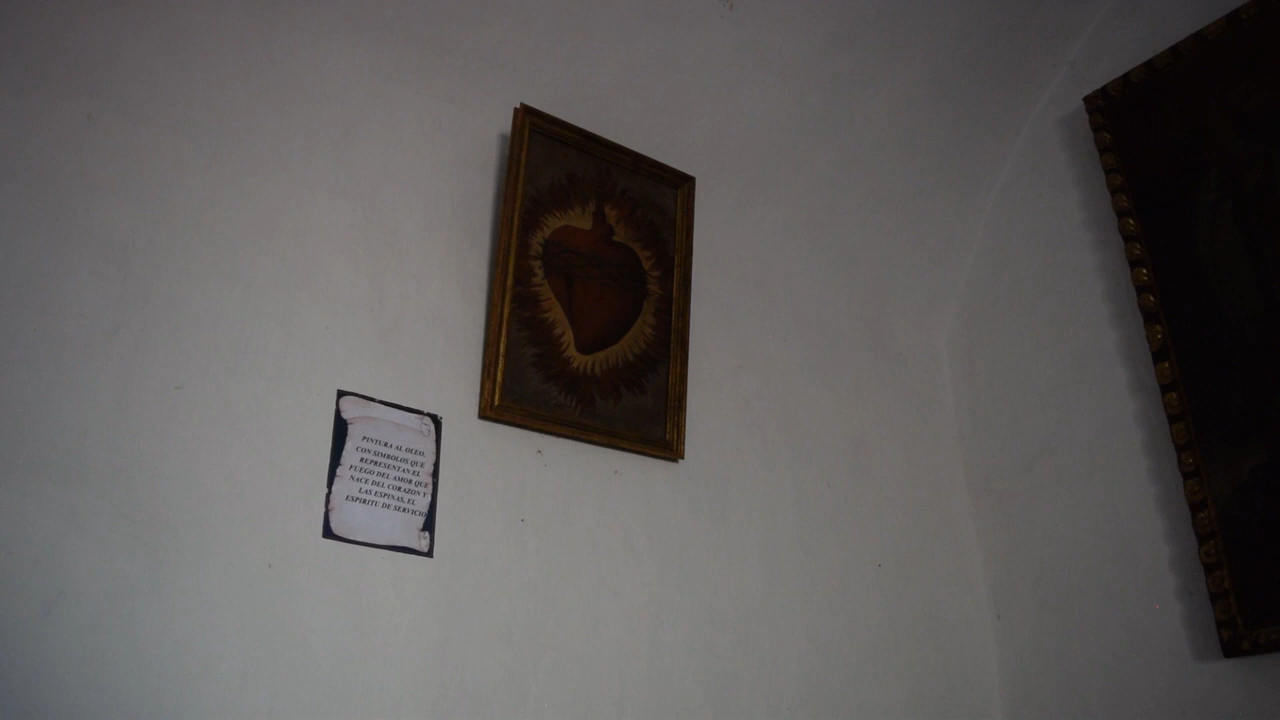 PINTURA AL OLEO,
CON SIMBOLOS QUE
REPRESENTAN EL
FUEGO DEL AMOR QUE
NACE DEL CORAZON Y
LAS ESPINAS, EL
ESPIRITU DE SERVICIO